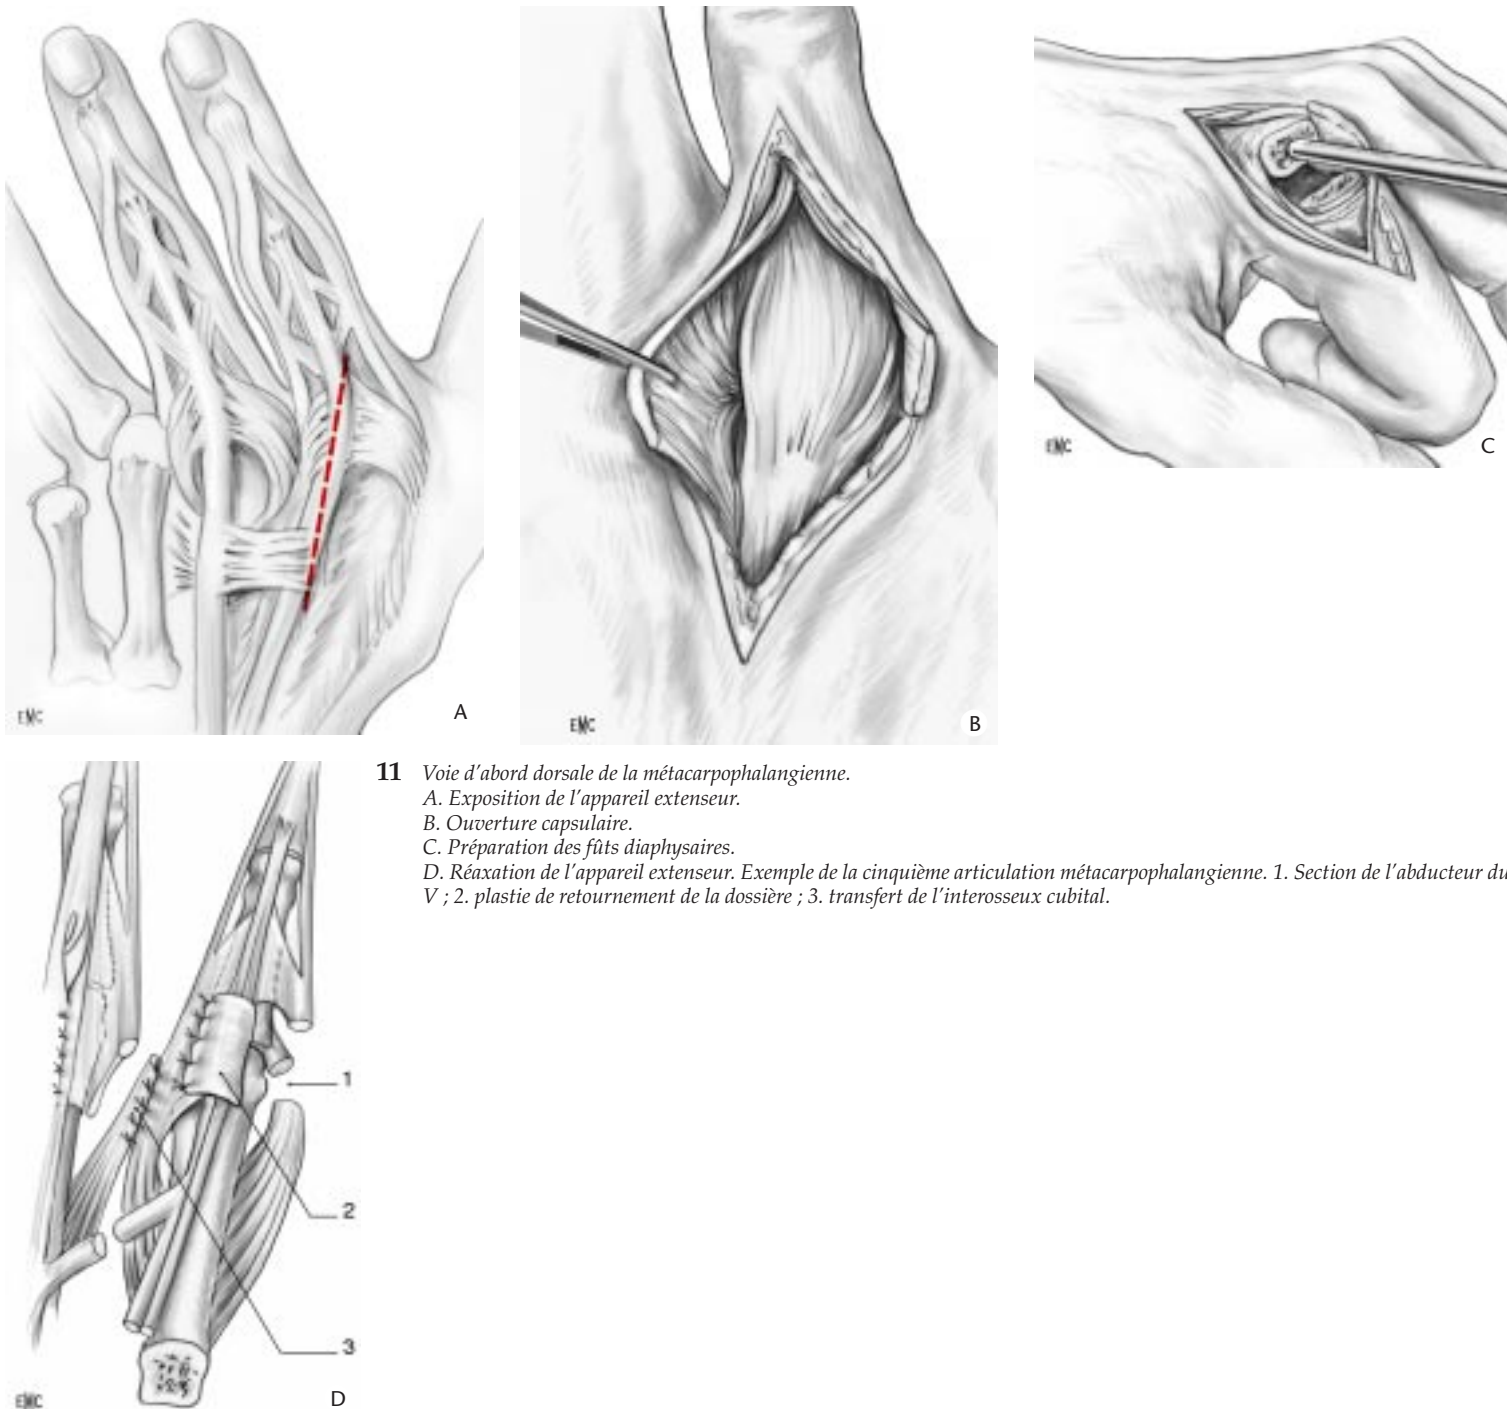 EMC
A
EMC
B
EMC
C
11 Voie d'abord dorsale de la métacarpophalangienne.
A. Exposition de l'appareil extenseur.
B. Ouverture capsulaire.
C. Préparation des fûts diaphysaires.
D. Réaxation de l'appareil extenseur. Exemple de la cinquième articulation métacarpophalangienne. 1. Section de l'abducteur du
V ; 2. plastie de retournement de la dossière ; 3. transfert de l'interosseux cubital.
1
2
3
EMC
D